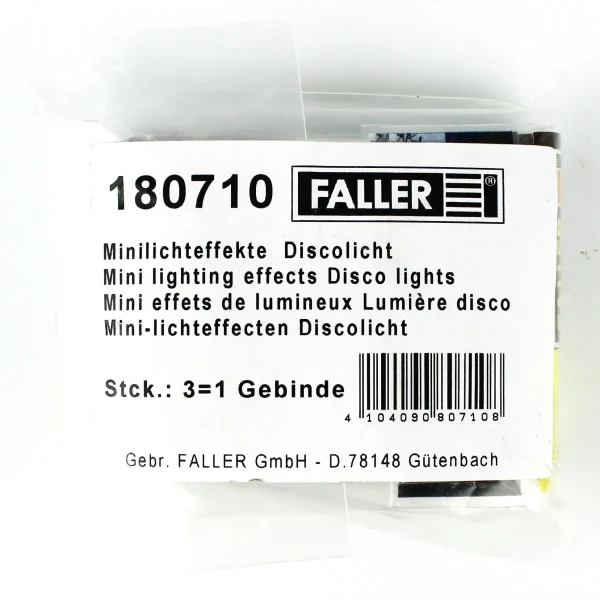 180710 FALLER®
Minilichteffekte Discolicht
Mini lighting effects Disco lights
Mini effets de lumineux Lumière disco
Mini-lichteffecten Discolicht
Stck.: 3=1 Gebinde
4 104090 807108
Gebr. FALLER GmbH - D.78148 Gütenbach